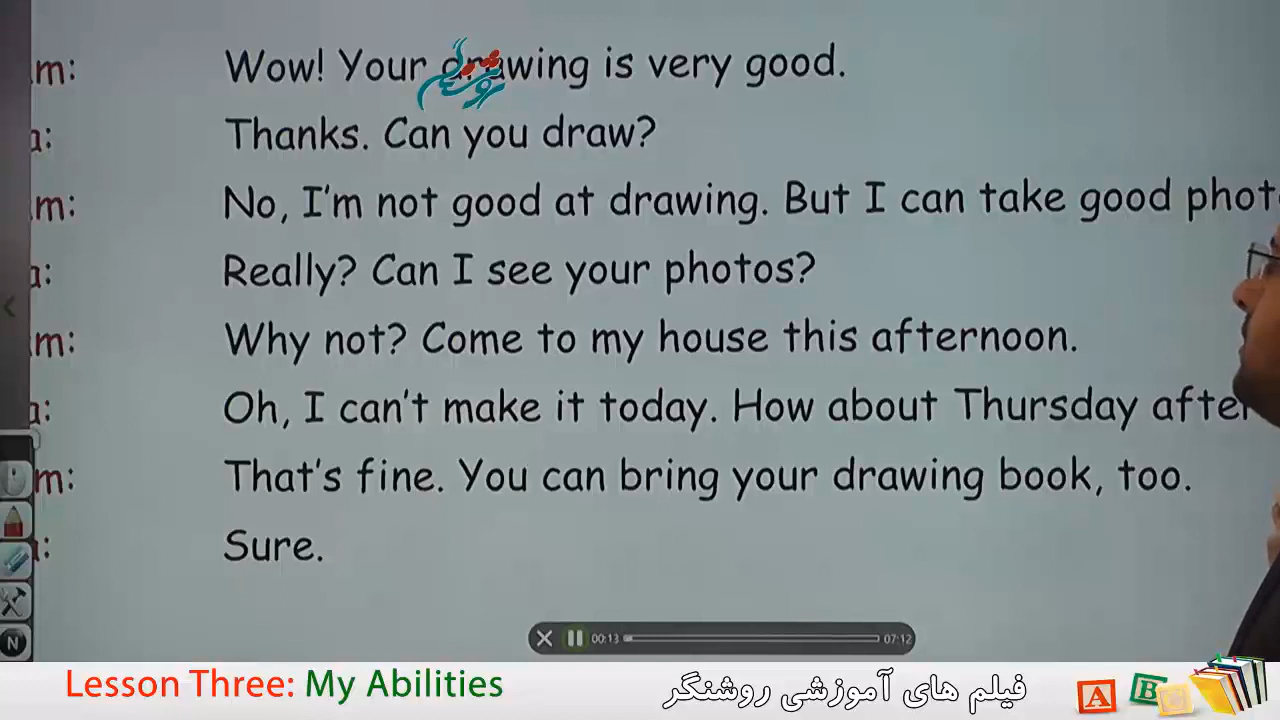 m: Wow! Your drawing is very good.
a: Thanks. Can you draw?
m: No, I'm not good at drawing. But I can take good phot
a: Really? Can I see your photos?
m: Why not? Come to my house this afternoon.
a: Oh, I can't make it today. How about Thursday after
m: That's fine. You can bring your drawing book, too.
a: Sure.
00:13 07:12
N
Lesson Three: My Abilities
فیلم های آموزشی روشنگر
A B C